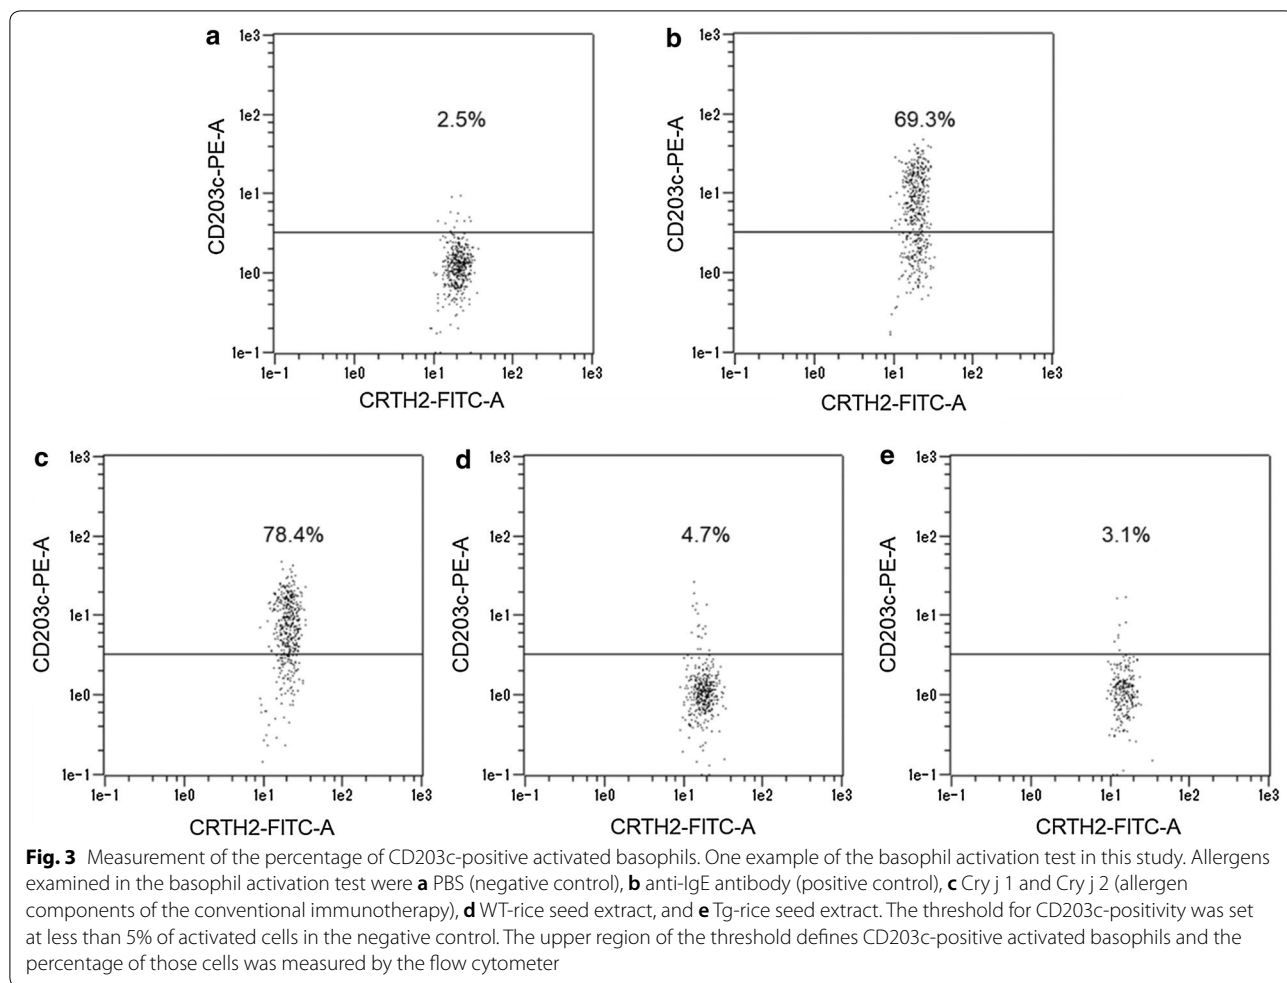 a
1e3
1e2
1e1
1e0
1e−1
CD203c-PE-A
2.5%
1e−1 1e0 1e1 1e2 1e3
CRTH2-FITC-A
b
1e3
1e2
1e1
1e0
1e−1
CD203c-PE-A
69.3%
1e−1 1e0 1e1 1e2 1e3
CRTH2-FITC-A
c
1e3
1e2
1e1
1e0
1e−1
CD203c-PE-A
78.4%
1e−1 1e0 1e1 1e2 1e3
CRTH2-FITC-A
d
1e3
1e2
1e1
1e0
1e−1
CD203c-PE-A
4.7%
1e−1 1e0 1e1 1e2 1e3
CRTH2-FITC-A
e
1e3
1e2
1e1
1e0
1e−1
CD203c-PE-A
3.1%
1e−1 1e0 1e1 1e2 1e3
CRTH2-FITC-A
Fig. 3 Measurement of the percentage of CD203c-positive activated basophils. One example of the basophil activation test in this study. Allergens
examined in the basophil activation test were a PBS (negative control), b anti-IgE antibody (positive control), c Cry j 1 and Cry j 2 (allergen
components of the conventional immunotherapy), d WT-rice seed extract, and e Tg-rice seed extract. The threshold for CD203c-positivity was set
at less than 5% of activated cells in the negative control. The upper region of the threshold defines CD203c-positive activated basophils and the
percentage of those cells was measured by the flow cytometer